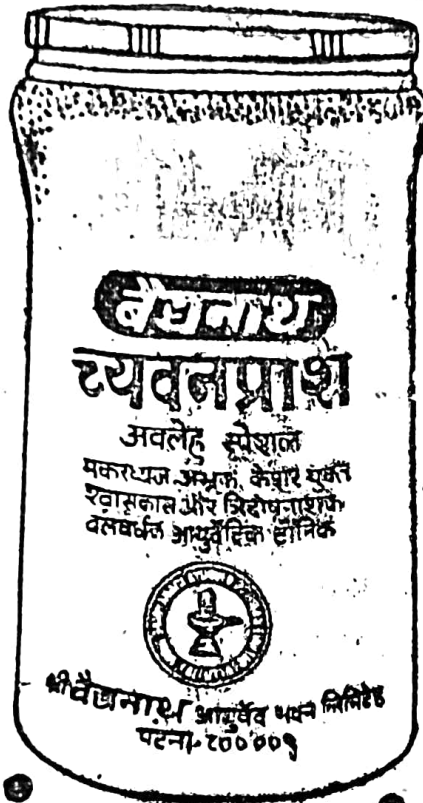 बैद्यनाथ
च्यवनप्राश
अवलेह स्पेशल
मकरध्वज अभ्रक केशर युक्त
श्वासकास और त्रिदोषनाशक
बलवर्धक आयुर्वेदिक टॉनिक
श्री बैद्यनाथ आयुर्वेद भवन लिमिटेड
पटना-८००००१